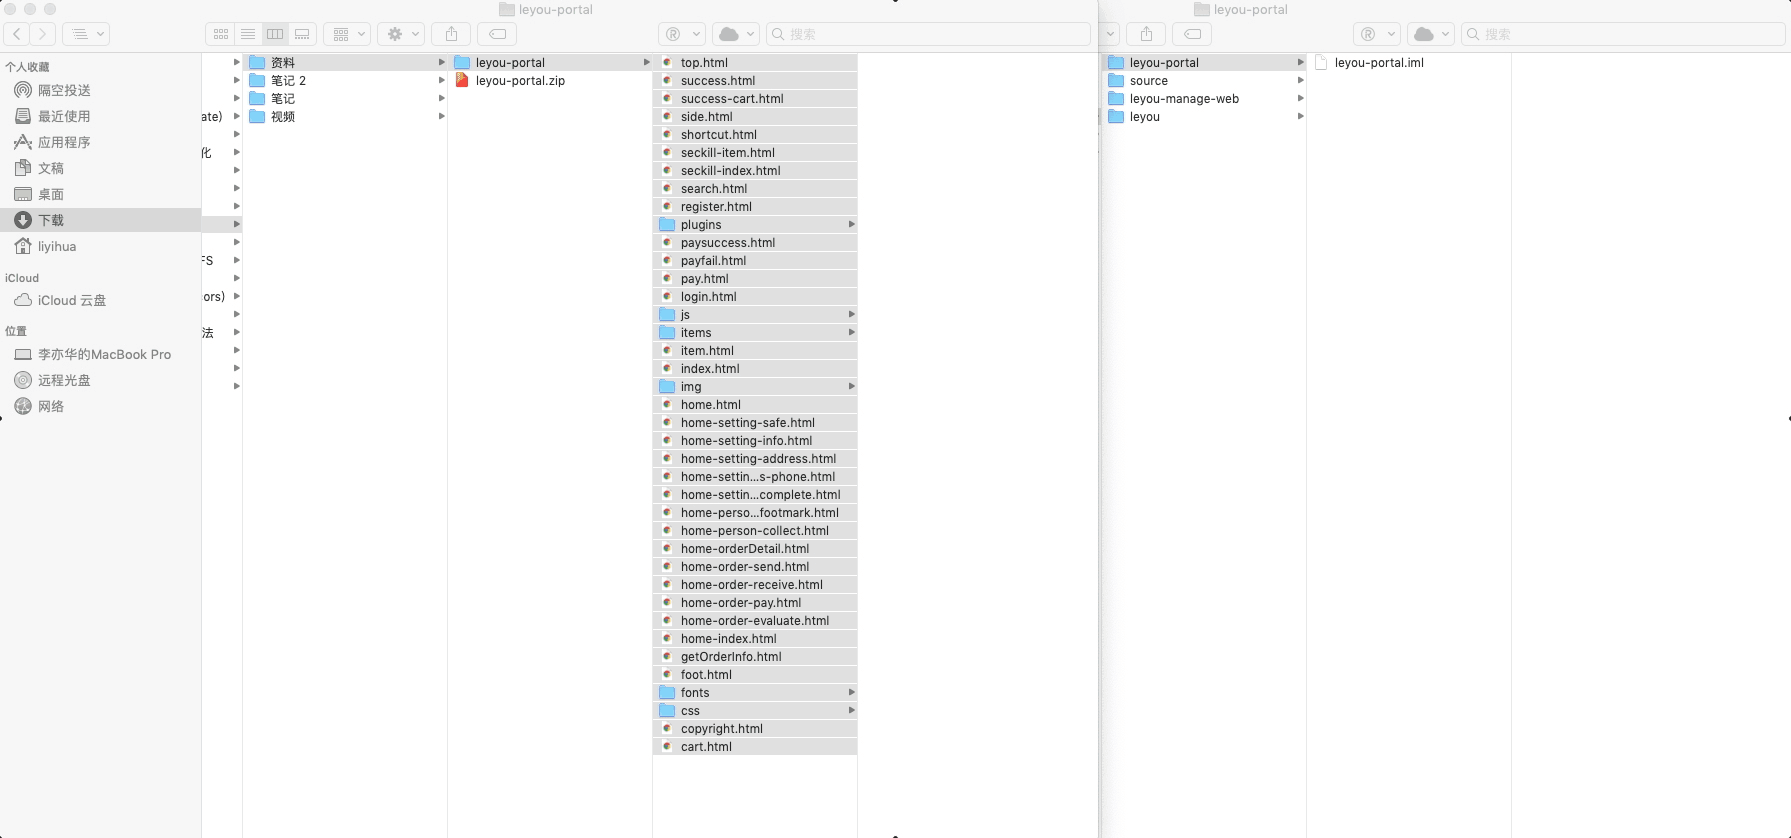 leyou-portal
leyou-portal
搜索
搜索
个人收藏
隔空投送
最近使用
应用程序
文稿
桌面
下载
liyihua
iCloud
iCloud 云盘
位置
李亦华的MacBook Pro
远程光盘
网络
ate)
化
FS
ors)
法
资料
笔记 2
笔记
视频
leyou-portal
leyou-portal.zip
top.html
success.html
success-cart.html
side.html
shortcut.html
seckill-item.html
seckill-index.html
search.html
register.html
plugins
paysuccess.html
payfail.html
pay.html
login.html
js
items
item.html
index.html
img
home.html
home-setting-safe.html
home-setting-info.html
home-setting-address.html
home-settin...s-phone.html
home-settin...complete.html
home-perso...footmark.html
home-person-collect.html
home-orderDetail.html
home-order-send.html
home-order-receive.html
home-order-pay.html
home-order-evaluate.html
home-index.html
getOrderInfo.html
foot.html
fonts
css
copyright.html
cart.html
leyou-portal
source
leyou-manage-web
leyou
leyou-portal.iml